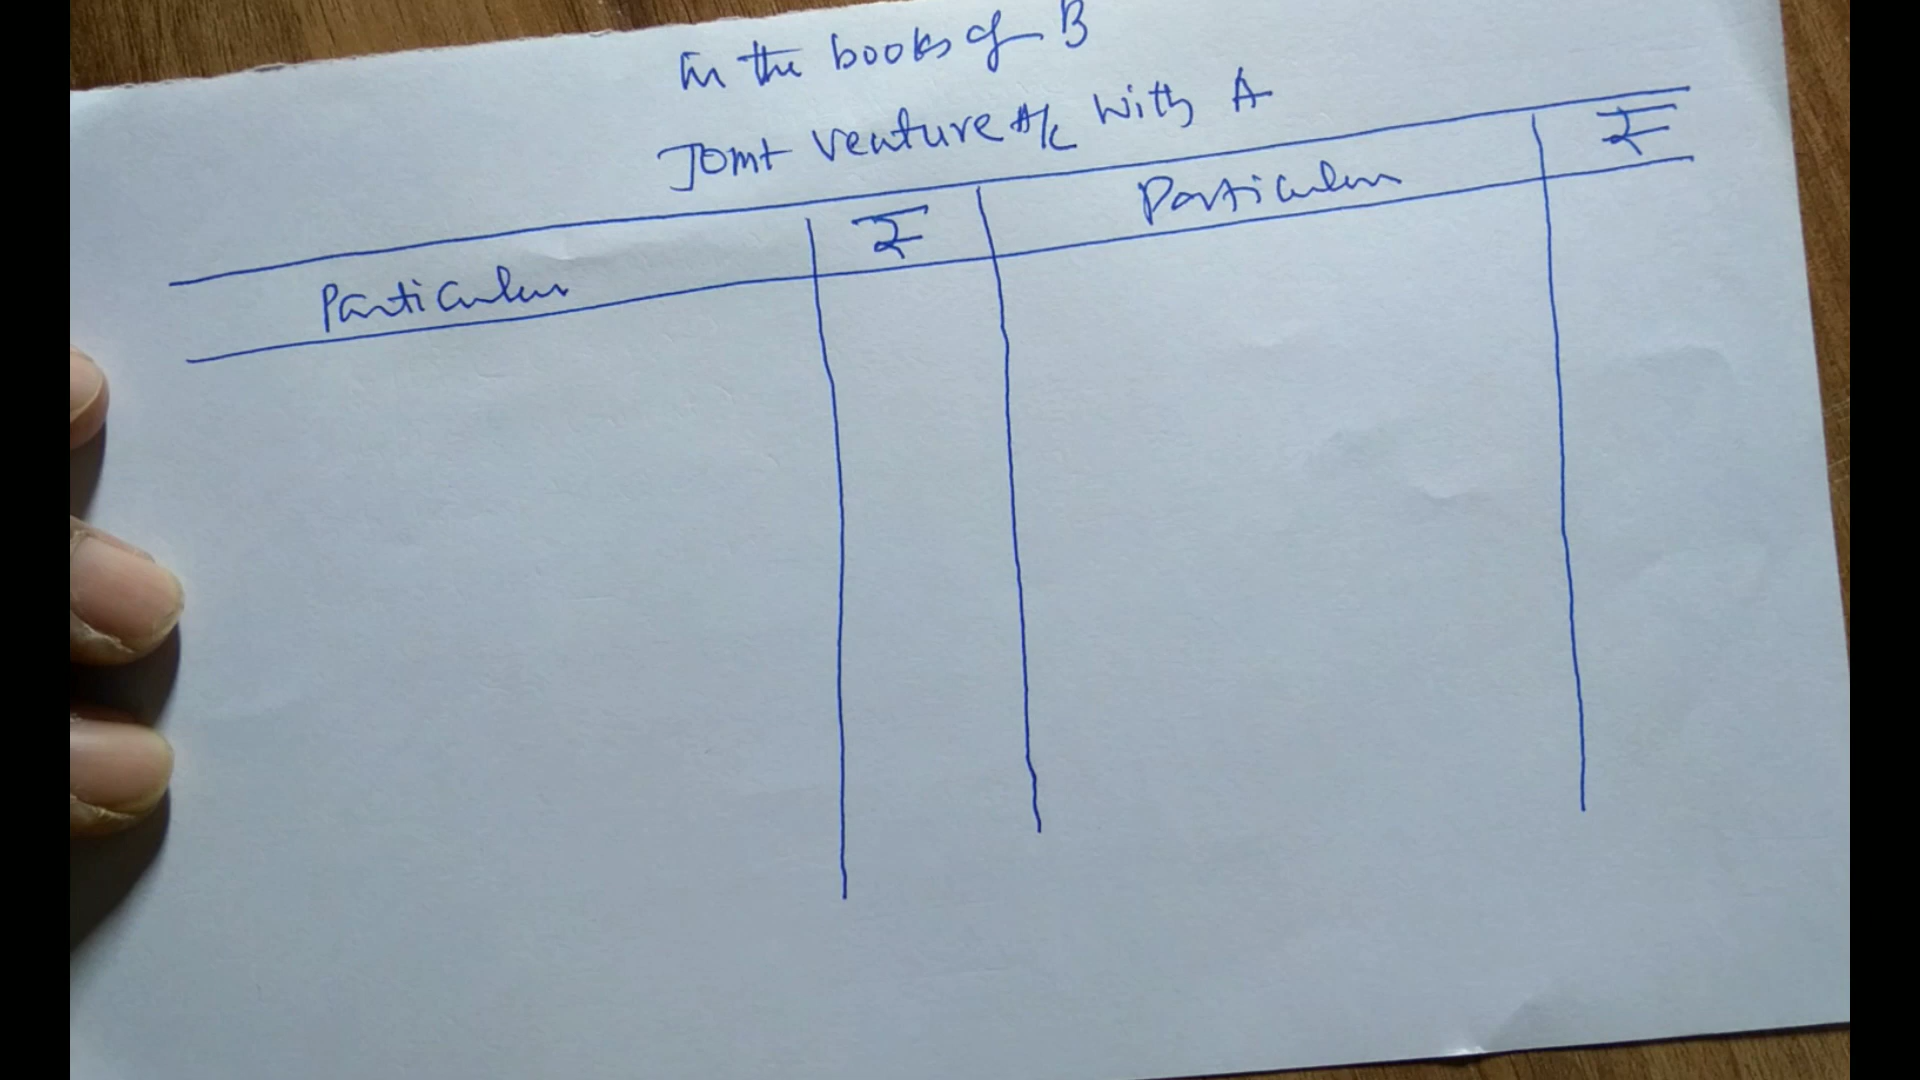 In the books of B
Joint Venture A/c With A
Particulars ₹ Particulars ₹